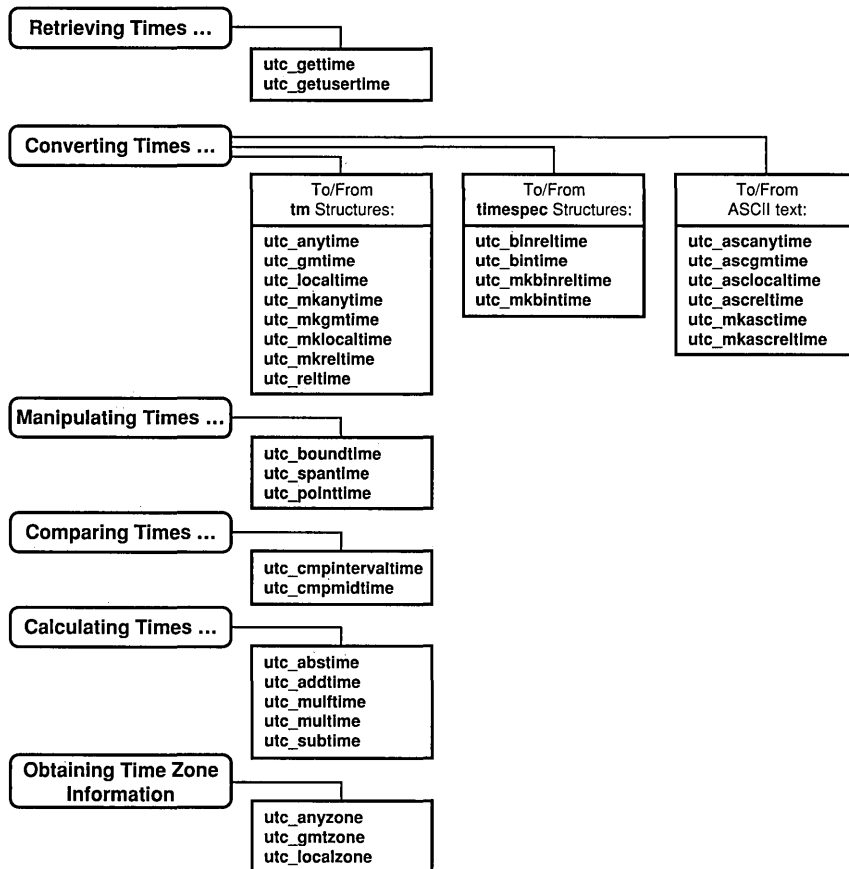 Retrieving Times ...
utc_gettime
utc_getusertime
Converting Times ...
To/From
tm Structures:
utc_anytime
utc_gmtime
utc_localtime
utc_mkanytime
utc_mkgmtime
utc_mklocaltime
utc_mkreltime
utc_reltime
To/From
timespec Structures:
utc_binreltime
utc_bintime
utc_mkbinreltime
utc_mkbintime
To/From
ASCII text:
utc_ascanytime
utc_ascgmtime
utc_asclocaltime
utc_ascreltime
utc_mkasctime
utc_mkascreltime
Manipulating Times ...
utc_boundtime
utc_spantime
utc_pointtime
Comparing Times ...
utc_cmpintervaltime
utc_cmpmidtime
Calculating Times ...
utc_abstime
utc_addtime
utc_mulftime
utc_multime
utc_subtime
Obtaining Time Zone
Information
utc_anyzone
utc_gmtzone
utc_localzone